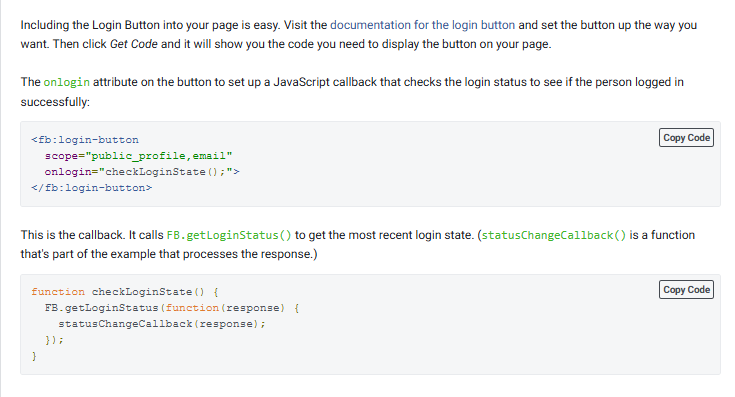 Including the Login Button into your page is easy. Visit the documentation for the login button and set the button up the way you
want. Then click Get Code and it will show you the code you need to display the button on your page.
The onlogin attribute on the button to set up a JavaScript callback that checks the login status to see if the person logged in
successfully:
Copy Code
<fb:login-button
  scope="public_profile,email"
  onlogin="checkLoginState();">
</fb:login-button>
This is the callback. It calls FB.getLoginStatus() to get the most recent login state. (statusChangeCallback() is a function
that's part of the example that processes the response.)
Copy Code
function checkLoginState() {
  FB.getLoginStatus(function(response) {
    statusChangeCallback(response);
  });
}